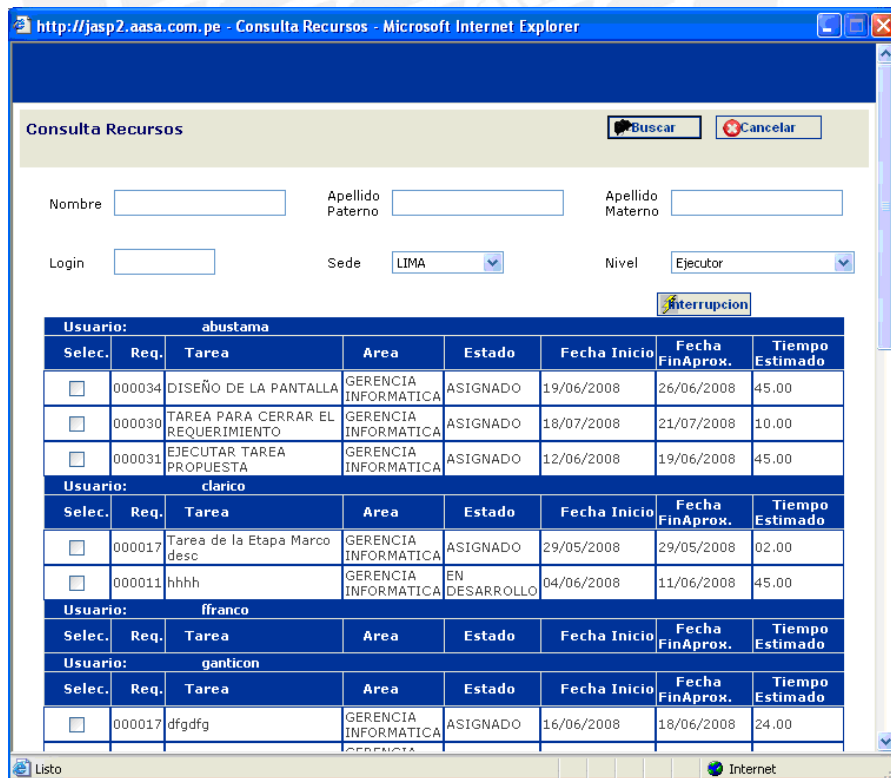 http://jasp2.aasa.com.pe - Consulta Recursos - Microsoft Internet Explorer
Consulta Recursos
Buscar
Cancelar
Nombre
Apellido Paterno
Apellido Materno
Login
Sede LIMA
Nivel Ejecutor
Interrupcion
Usuario: abustama
Selec. Req. Tarea Area Estado Fecha Inicio Fecha FinAprox. Tiempo Estimado
000034 DISEÑO DE LA PANTALLA GERENCIA INFORMATICA ASIGNADO 19/06/2008 26/06/2008 45.00
000030 TAREA PARA CERRAR EL REQUERIMIENTO GERENCIA INFORMATICA ASIGNADO 18/07/2008 21/07/2008 10.00
000031 EJECUTAR TAREA PROPUESTA GERENCIA INFORMATICA ASIGNADO 12/06/2008 19/06/2008 45.00
Usuario: clarico
Selec. Req. Tarea Area Estado Fecha Inicio Fecha FinAprox. Tiempo Estimado
000017 Tarea de la Etapa Marco desc GERENCIA INFORMATICA ASIGNADO 29/05/2008 29/05/2008 02.00
000011 hhhh GERENCIA INFORMATICA EN DESARROLLO 04/06/2008 11/06/2008 45.00
Usuario: ffranco
Selec. Req. Tarea Area Estado Fecha Inicio Fecha FinAprox. Tiempo Estimado
Usuario: ganticon
Selec. Req. Tarea Area Estado Fecha Inicio Fecha FinAprox. Tiempo Estimado
000017 dfgdfg GERENCIA INFORMATICA ASIGNADO 16/06/2008 18/06/2008 24.00
Listo
Internet